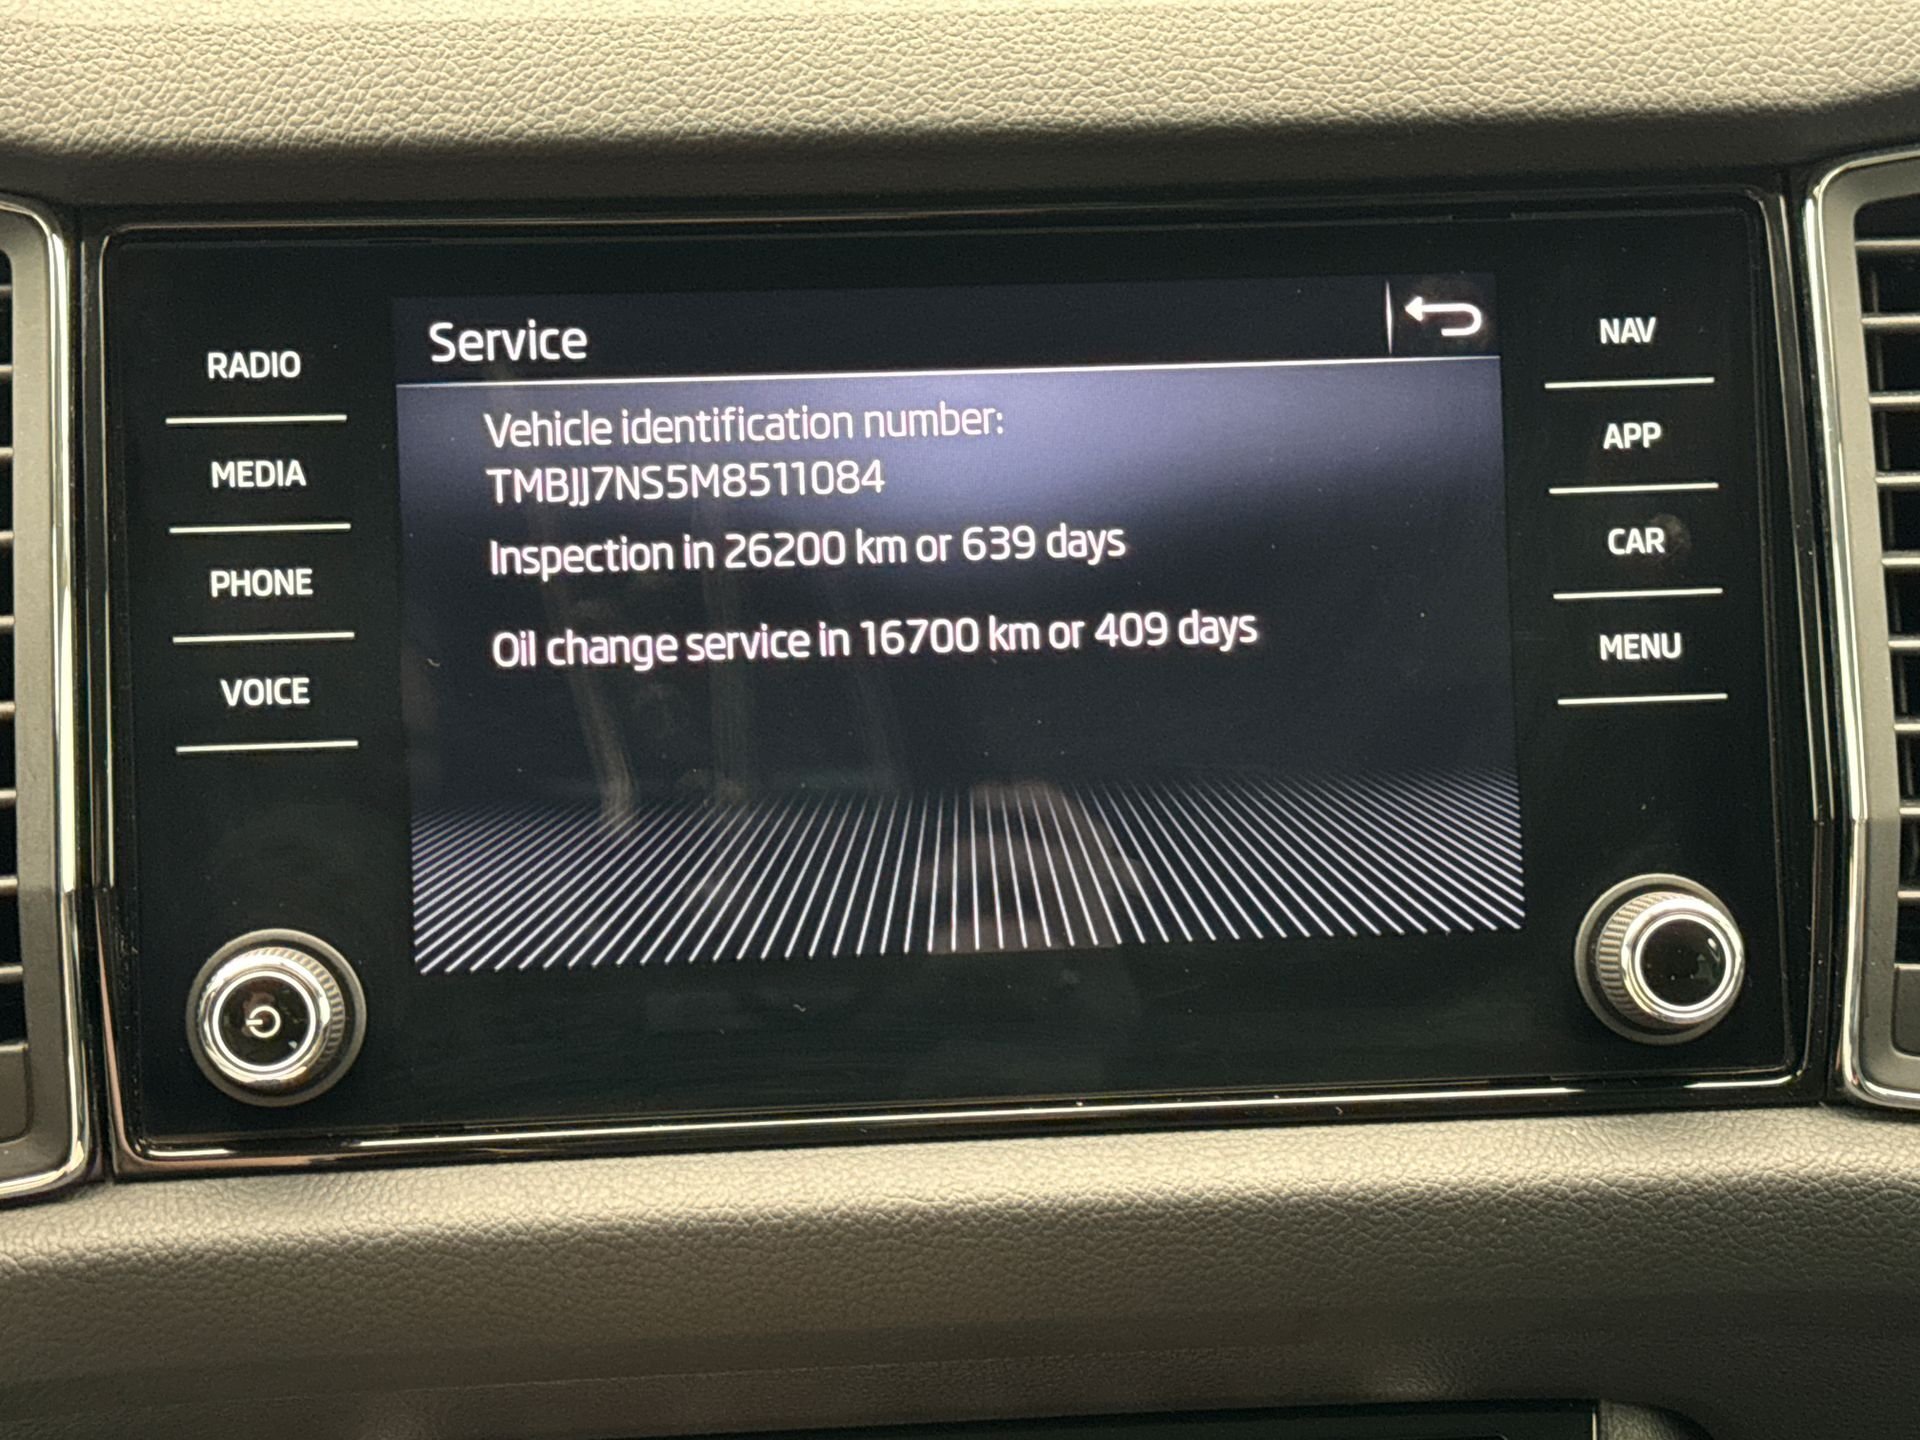 Service
RADIO
MEDIA
PHONE
VOICE
Vehicle identification number:
TMBJJ7NS5M8511084
Inspection in 26200 km or 639 days
Oil change service in 16700 km or 409 days
NAV
APP
CAR
MENU